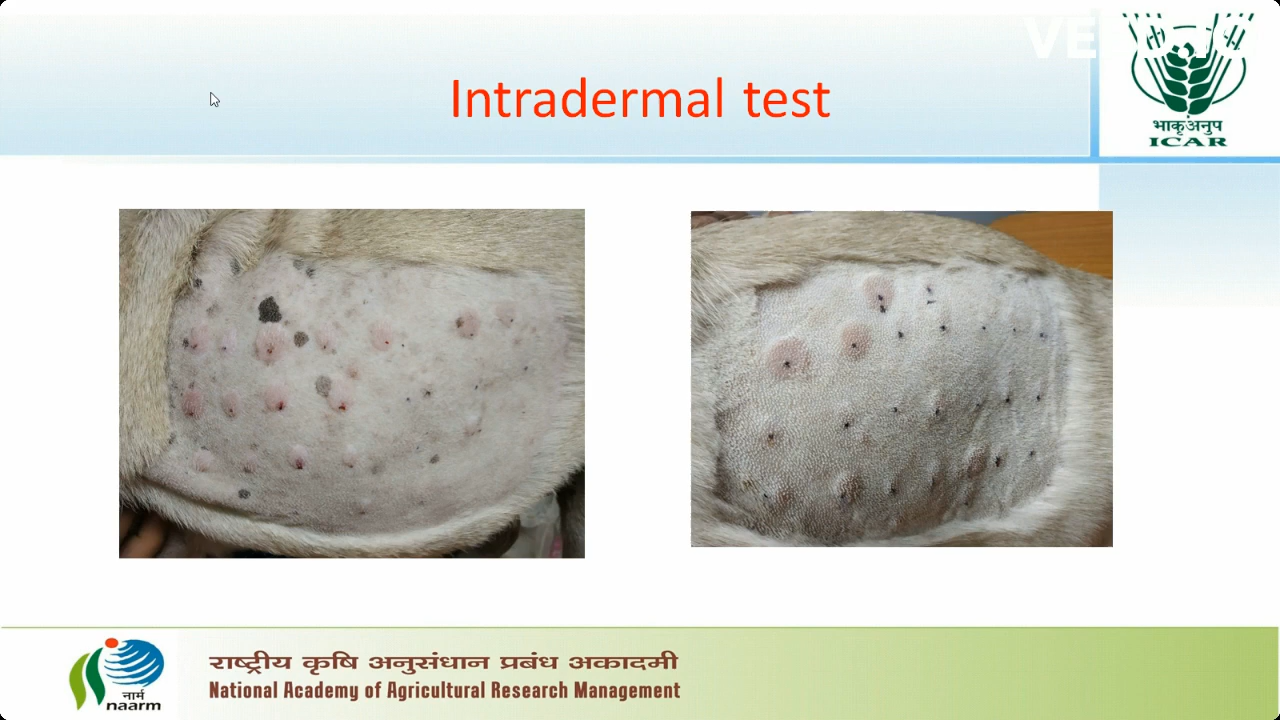 Intradermal test
भाकृअनुप
ICAR
नार्म
naarm
राष्ट्रीय कृषि अनुसंधान प्रबंध अकादमी
National Academy of Agricultural Research Management